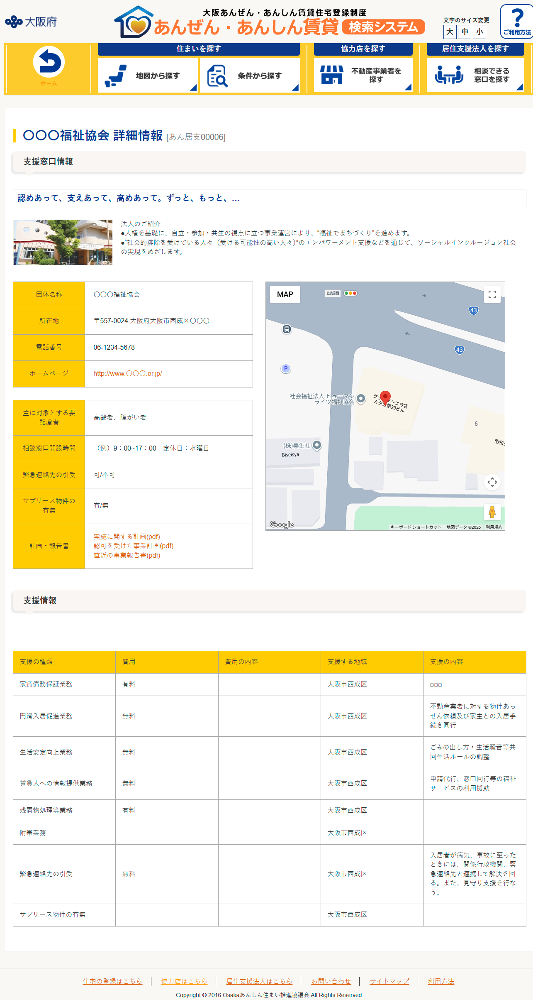 大阪府
大阪あんぜん・あんしん賃貸住宅登録制度
あんぜん・あんしん賃貸 検索システム
文字のサイズ変更
大 中 小
?
ご利用方法
ホーム
住まいを探す
地図から探す
条件から探す
協力店を探す
不動産事業者を
探す
居住支援法人を探す
相談できる
窓口を探す
〇〇〇福祉協会 詳細情報 [あん居支00006]
支援窓口情報
認めあって、支えあって、高めあって。ずっと、もっと、…
法人のご紹介
●人権を基礎に、自立・参加・共生の視点に立つ事業運営により、“福祉でまちづくり”を進めます。
●“社会的排除を受けている人々（受ける可能性の高い人々）”のエンパワーメント支援などを通じて、ソーシャルインクルージョン社会
の実現をめざします。
団体名称 〇〇〇福祉協会
所在地 〒557-0024 大阪府大阪市西成区〇〇〇
電話番号 06-1234-5678
ホームページ http://www.〇〇〇.or.jp/
主に対象とする要
配慮者
高齢者、障がい者
相談窓口開設時間 （例）9：00~17：00　定休日：水曜日
緊急連絡先の引受 可/不可
サブリース物件の
有無
有/無
計画・報告書
実施に関する計画(pdf)
認可を受けた事業計画(pdf)
直近の事業報告書(pdf)
MAP
出城西
43
43
P
社会福祉法人 ヒューマン
ライツ福祉協会
ミタカ第29ビル
6
(株)美生社
Biseisya
Google
キーボード ショートカット 地図データ ©2026 利用規約
支援情報
支援の種類 費用 費用の内容 支援する地域 支援の内容
家賃債務保証業務 有料 大阪市西成区 □□□
円滑入居促進業務 無料 大阪市西成区
不動産業者に対する物件あっ
せん依頼及び家主との入居手
続き同行
生活安定向上業務 無料 大阪市西成区
ごみの出し方・生活騒音等共
同生活ルールの調整
賃貸人への情報提供業務 無料 大阪市西成区
申請代行、窓口同行等の福祉
サービスの利用援助
残置物処理等業務 有料 大阪市西成区
附帯業務 大阪市西成区
緊急連絡先の引受 無料 大阪市西成区
入居者が病気、事故に至った
ときには、関係行政機関、緊
急連絡先と連携して解決を図
る。また、見守り支援を行な
う。
サブリース物件の有無 大阪市西成区
住宅の登録はこちら 協力店はこちら 居住支援法人はこちら お問い合わせ サイトマップ 利用方法
Copyright © 2016 Osakaあんしん住まい推進協議会 All Rights Reserved.